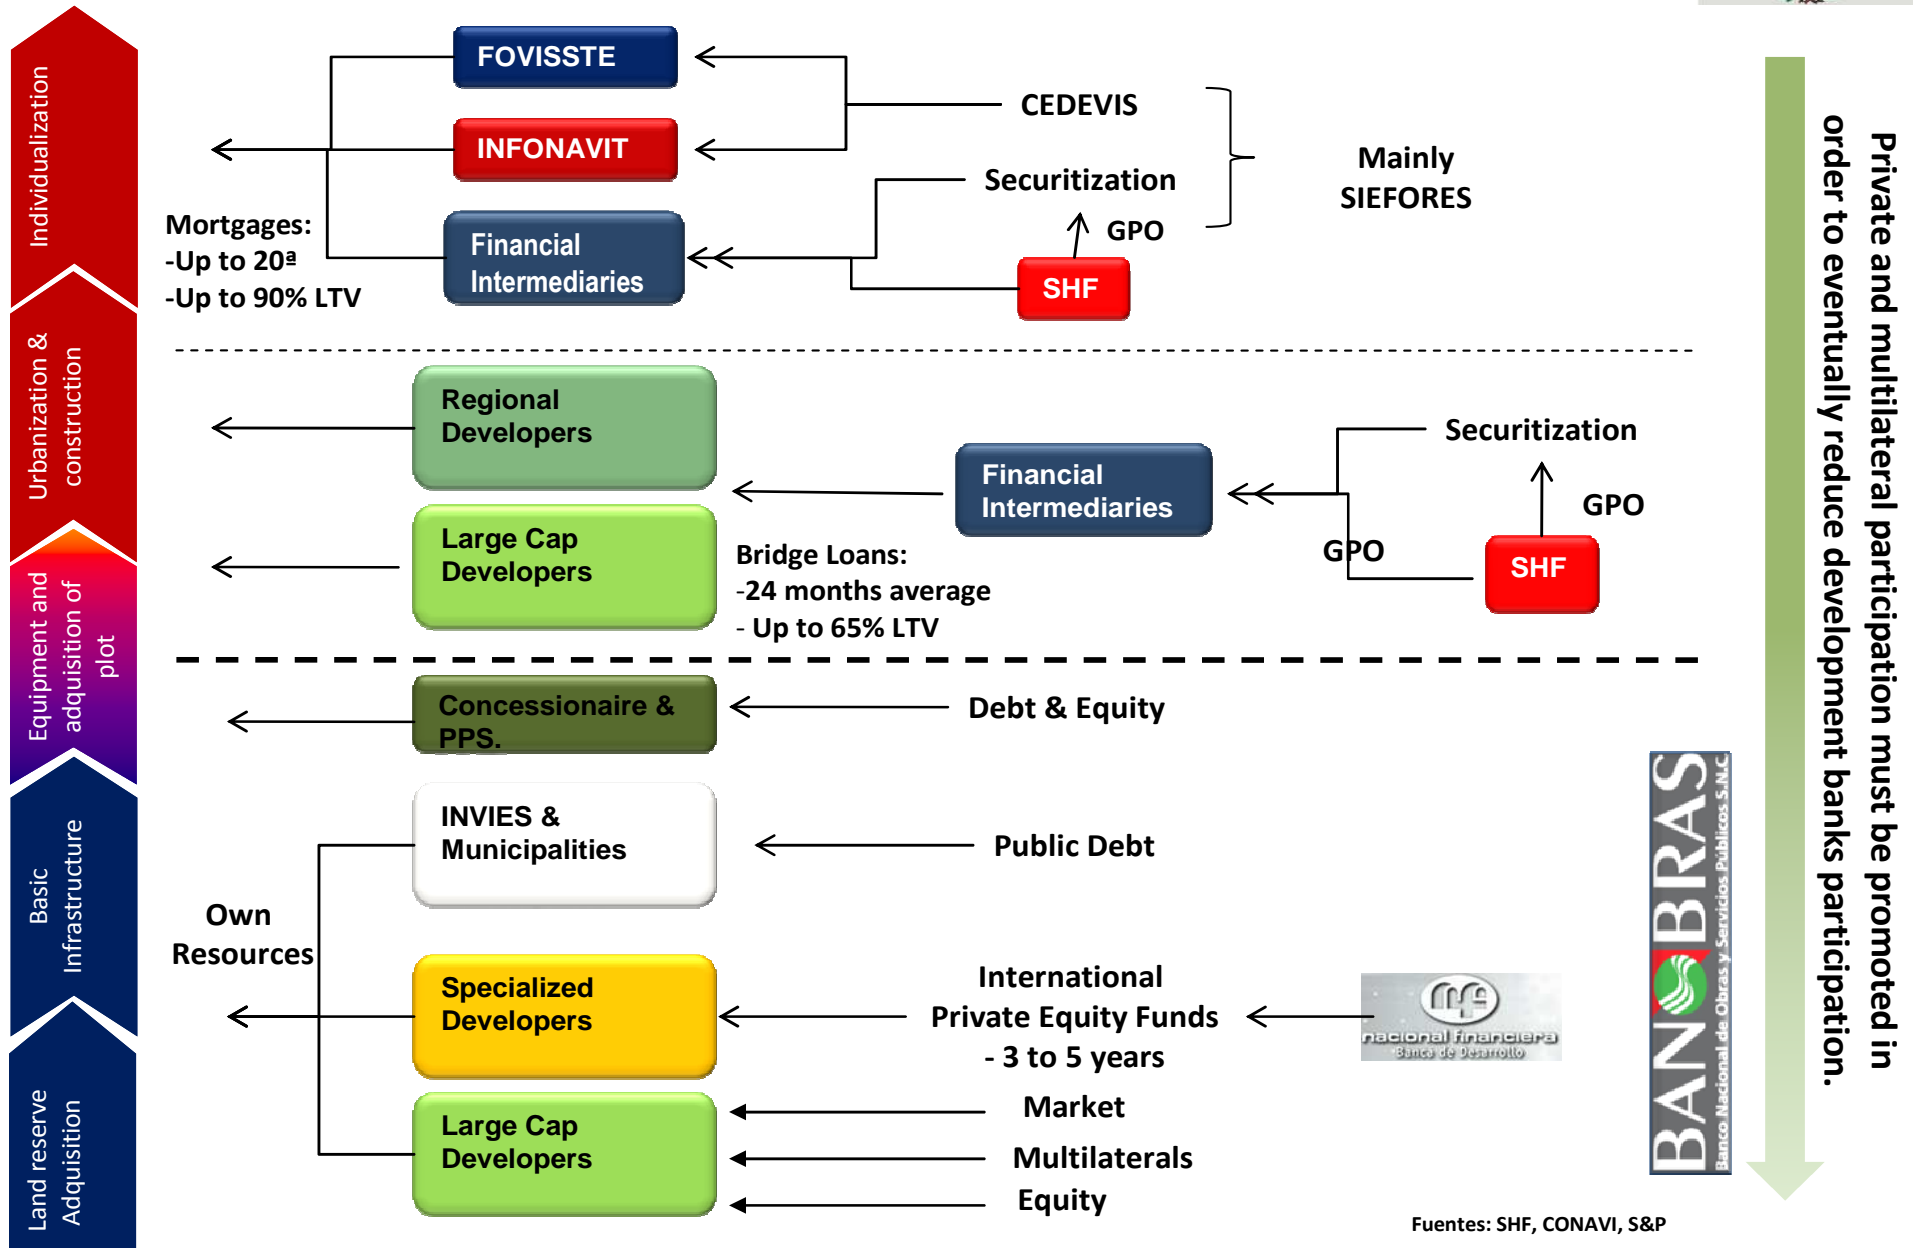 Individualization
Urbanization &
construction
Equipment and
adquisition of
plot
Basic
Infrastructure
Land reserve
Adquisition
FOVISSTE
INFONAVIT
Financial
Intermediaries
CEDEVIS
Securitization
GPO
SHF
Mainly
SIEFORES
Mortgages:
-Up to 20ª
-Up to 90% LTV
Regional
Developers
Large Cap
Developers
Bridge Loans:
-24 months average
- Up to 65% LTV
Financial
Intermediaries
Securitization
GPO
GPO
SHF
Concessionaire &
PPS.
Debt & Equity
INVIES &
Municipalities
Public Debt
Own
Resources
Specialized
Developers
International
Private Equity Funds
- 3 to 5 years
nacional financiera
Banca de Desarrollo
Large Cap
Developers
Market
Multilaterals
Equity
BANOBRAS
Banco Nacional de Obras y Servicios Públicos S.N.C.
Private and multilateral participation must be promoted in
order to eventually reduce development banks participation.
Fuentes: SHF, CONAVI, S&P